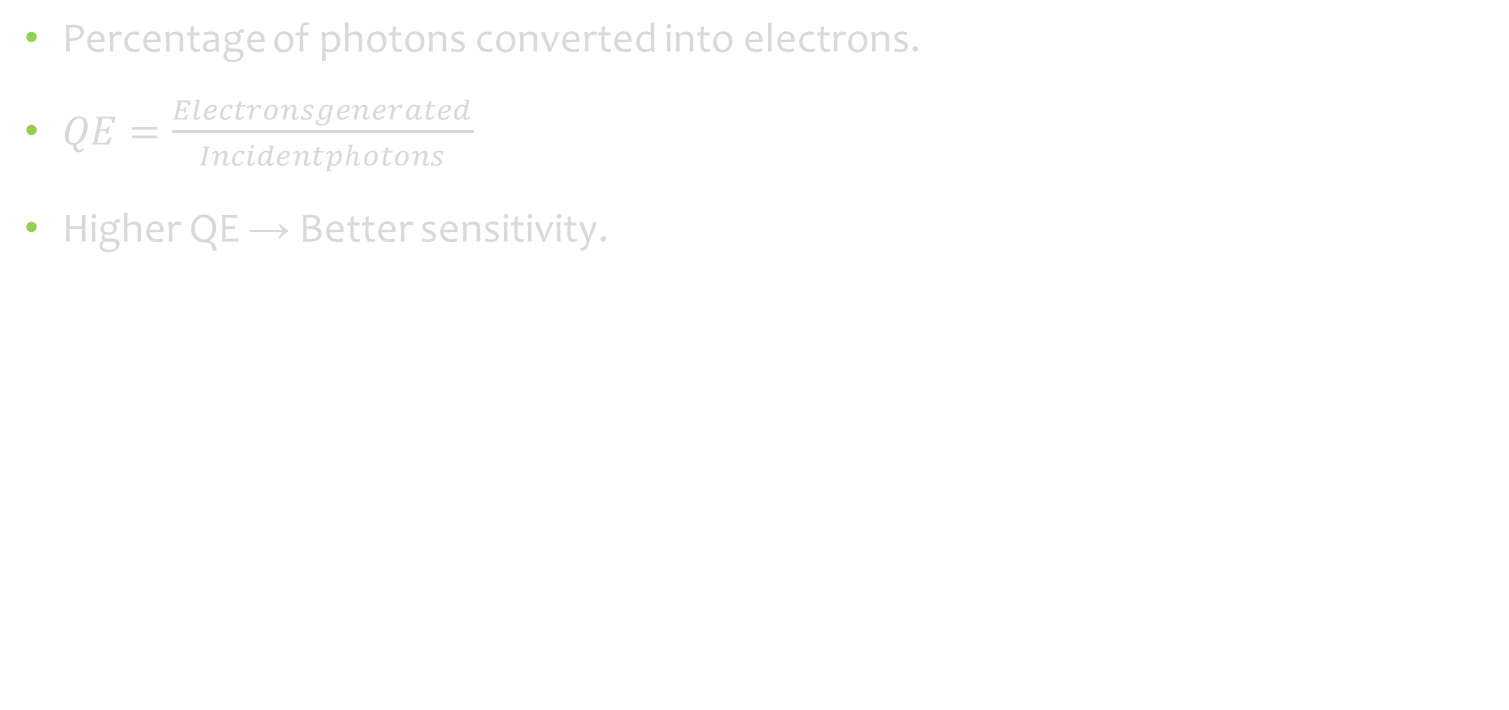 • Percentage of photons converted into electrons.
• QE = Electronsgenerated / Incidentphotons
• Higher QE → Better sensitivity.